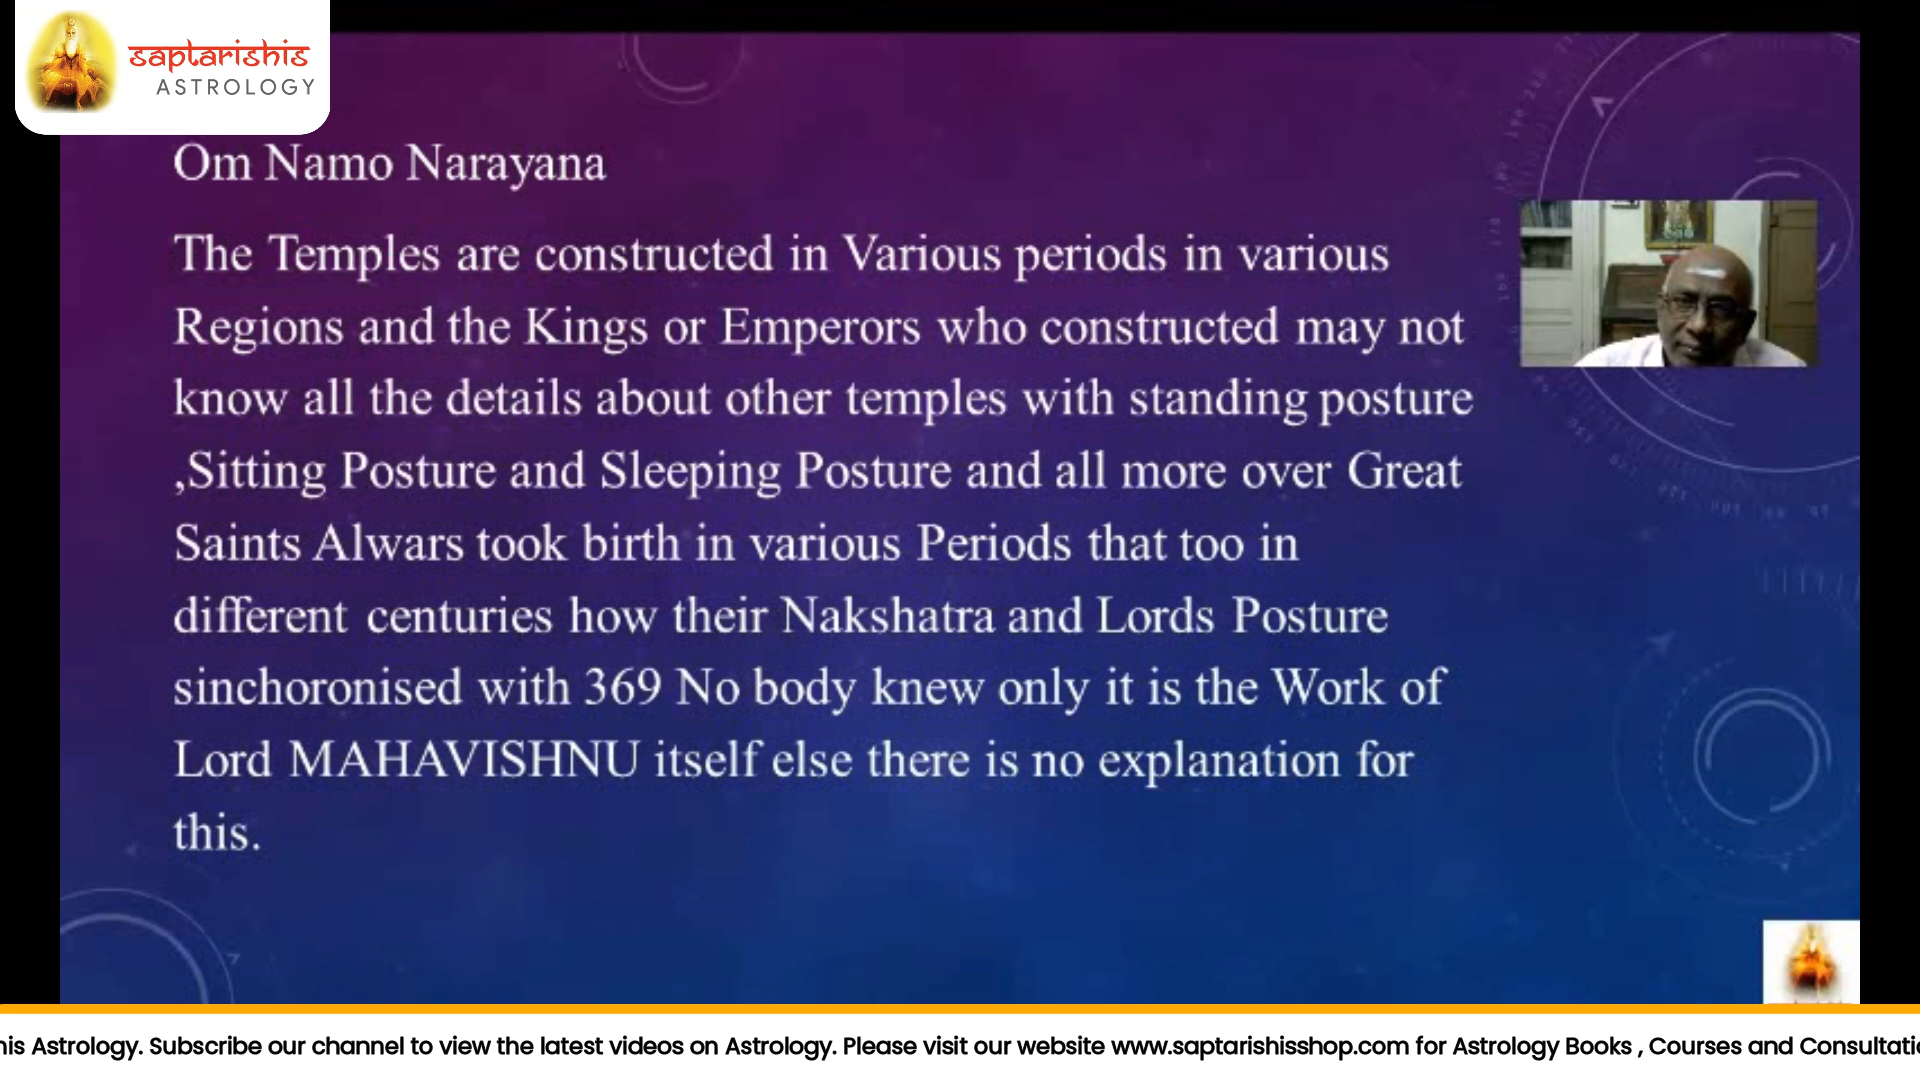 saptarishis
ASTROLOGY
Om Namo Narayana
The Temples are constructed in Various periods in various
Regions and the Kings or Emperors who constructed may not
know all the details about other temples with standing posture
,Sitting Posture and Sleeping Posture and all more over Great
Saints Alwars took birth in various Periods that too in
different centuries how their Nakshatra and Lords Posture
sinchoronised with 369 No body knew only it is the Work of
Lord MAHAVISHNU itself else there is no explanation for
this.
his Astrology. Subscribe our channel to view the latest videos on Astrology. Please visit our website www.saptarishisshop.com for Astrology Books , Courses and Consultati